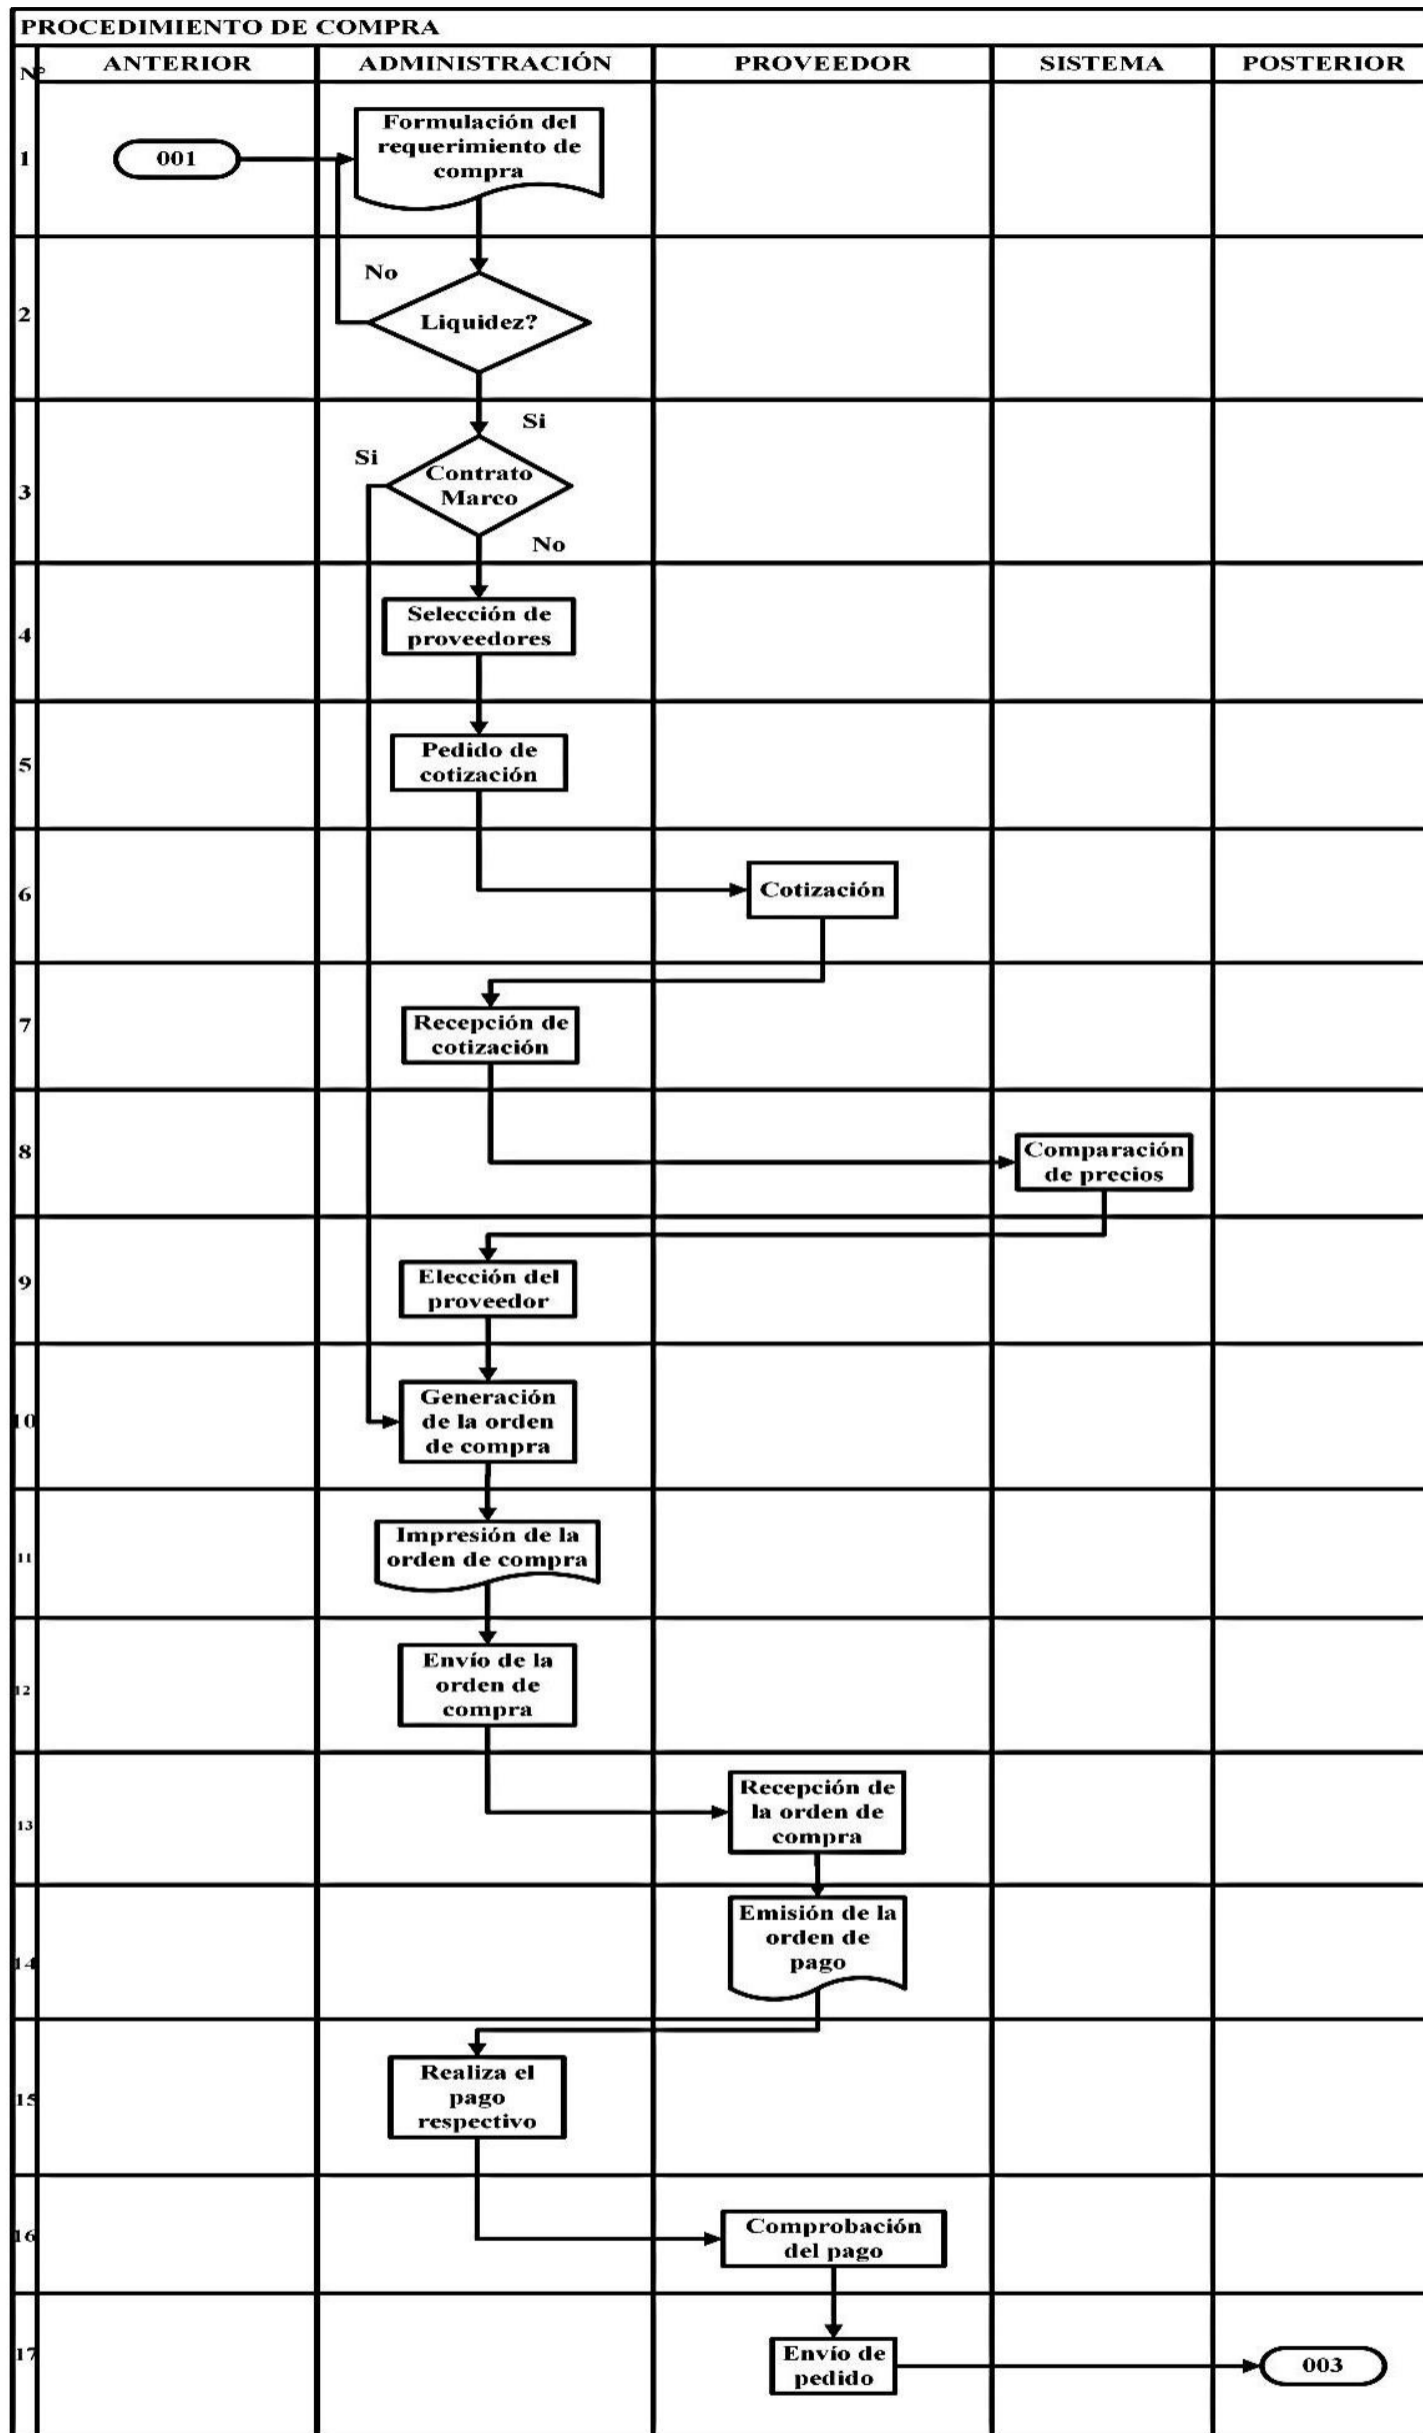 PROCEDIMIENTO DE COMPRA
Nº
ANTERIOR
ADMINISTRACIÓN
PROVEEDOR
SISTEMA
POSTERIOR
1
001
Formulación del
requerimiento de
compra
2
No
Liquidez?
3
Si
Si
Contrato
Marco
No
4
Selección de
proveedores
5
Pedido de
cotización
6
Cotización
7
Recepción de
cotización
8
Comparación
de precios
9
Elección del
proveedor
10
Generación
de la orden
de compra
11
Impresión de la
orden de compra
12
Envío de la
orden de
compra
13
Recepción de
la orden de
compra
14
Emisión de la
orden de
pago
15
Realiza el
pago
respectivo
16
Comprobación
del pago
17
Envío de
pedido
003